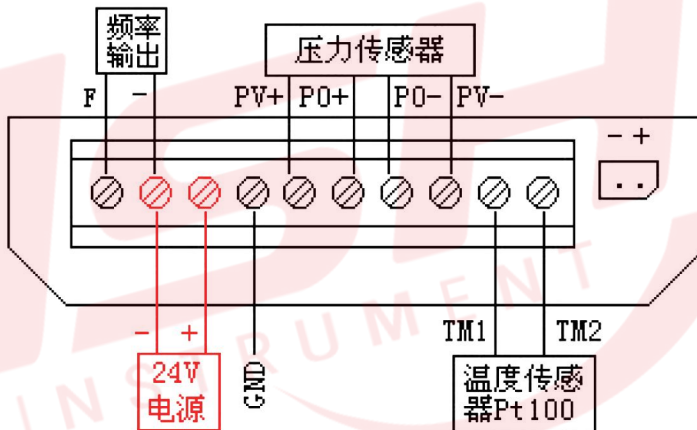 频率
输出
压力传感器
F - PV+ PO+ PO- PV-
- +
- + GND TM1 TM2
24V
电源
温度传感
器Pt100
ISH
INSTRUMENT